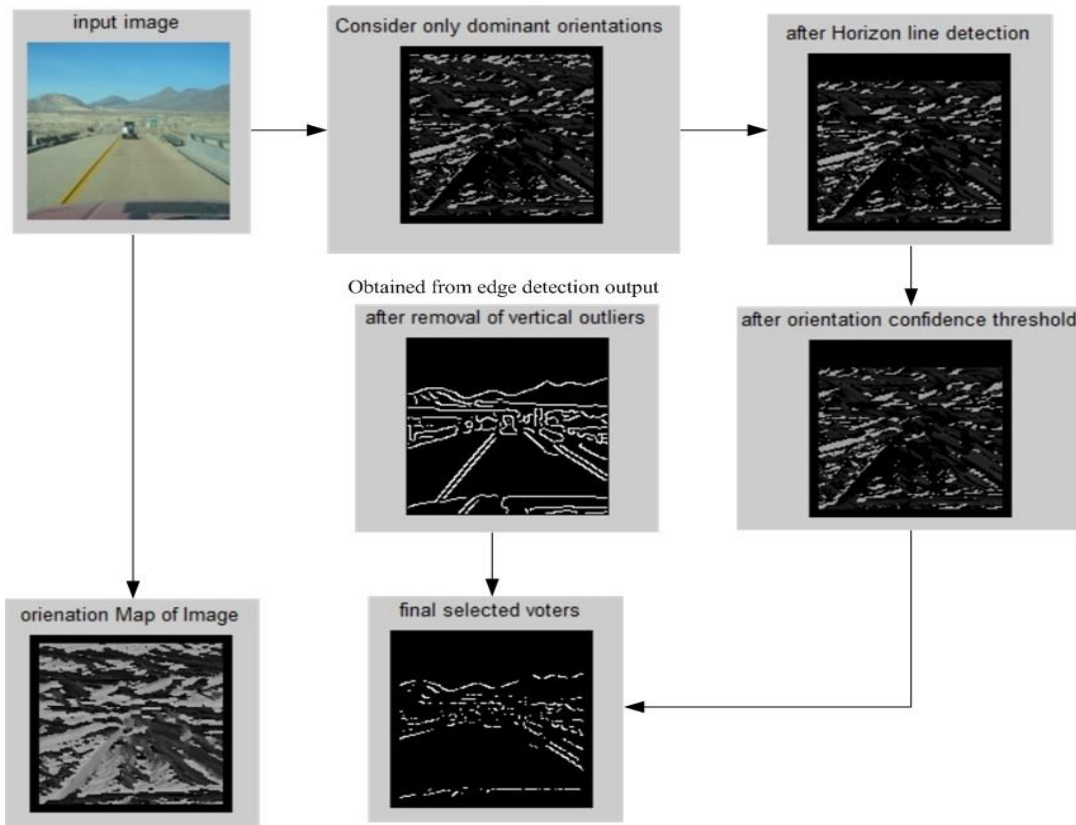 input image
Consider only dominant orientations
after Horizon line detection
Obtained from edge detection output
after removal of vertical outliers
after orientation confidence threshold
orienation Map of Image
final selected voters